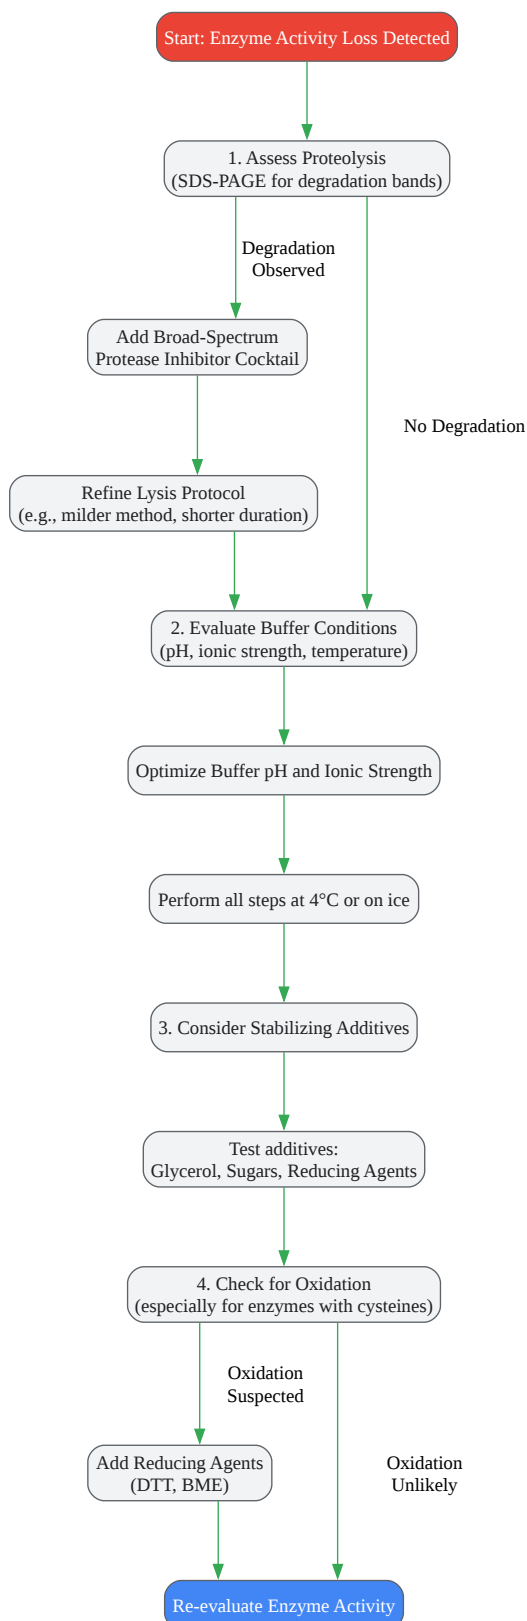 Start: Enzyme Activity Loss Detected
1. Assess Proteolysis
(SDS-PAGE for degradation bands)
Degradation
Observed
Add Broad-Spectrum
Protease Inhibitor Cocktail
No Degradation
Refine Lysis Protocol
(e.g., milder method, shorter duration)
2. Evaluate Buffer Conditions
(pH, ionic strength, temperature)
Optimize Buffer pH and Ionic Strength
Perform all steps at 4°C or on ice
3. Consider Stabilizing Additives
Test additives:
Glycerol, Sugars, Reducing Agents
4. Check for Oxidation
(especially for enzymes with cysteines)
Oxidation
Suspected
Add Reducing Agents
(DTT, BME)
Oxidation
Unlikely
Re-evaluate Enzyme Activity